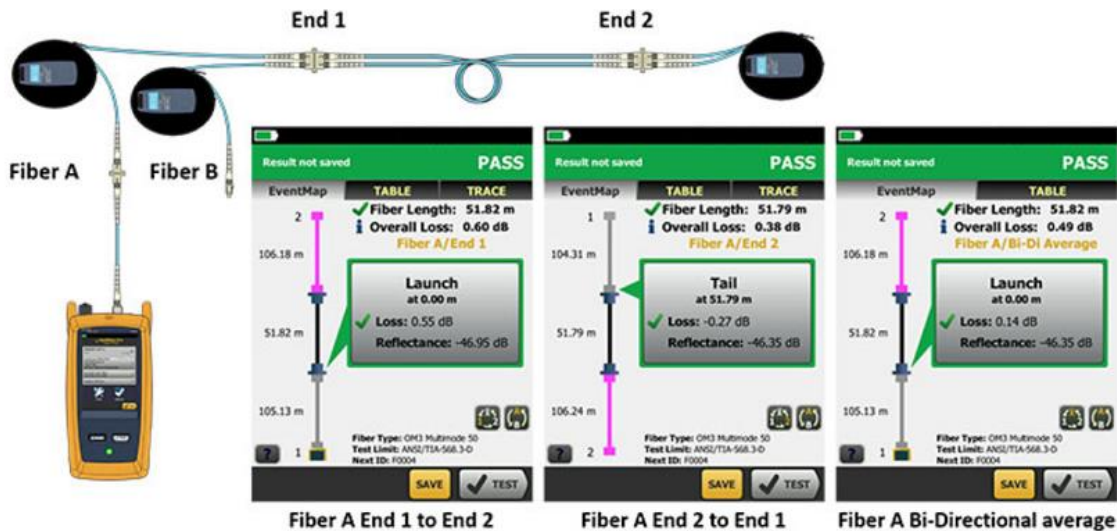 End 1
End 2
Fiber A
Fiber B
Result not saved
PASS
EventMap
TABLE
TRACE
2
Fiber Length: 51.82 m
Overall Loss: 0.60 dB
Fiber A/End 1
106.18 m
Launch
at 0.00 m
Loss: 0.55 dB
Reflectance: -46.95 dB
51.82 m
105.13 m
Fiber Type: OM3 Multimode 50
Test Limit: ANSI/TIA-568.3-D
Next ID: F0004
?
1
SAVE
TEST
Fiber A End 1 to End 2
Result not saved
PASS
EventMap
TABLE
TRACE
1
Fiber Length: 51.79 m
Overall Loss: 0.38 dB
Fiber A/End 2
104.31 m
Tail
at 51.79 m
Loss: -0.27 dB
Reflectance: -46.35 dB
51.79 m
106.24 m
Fiber Type: OM3 Multimode 50
Test Limit: ANSI/TIA-568.3-D
Next ID: F0004
?
2
SAVE
TEST
Fiber A End 2 to End 1
Result not saved
PASS
EventMap
TABLE
2
Fiber Length: 51.82 m
Overall Loss: 0.49 dB
Fiber A/Bi-Di Average
106.18 m
Launch
at 0.00 m
Loss: 0.14 dB
Reflectance: -46.35 dB
51.82 m
105.13 m
Fiber Type: OM3 Multimode 50
Test Limit: ANSI/TIA-568.3-D
Next ID: F0004
?
1
SAVE
TEST
Fiber A Bi-Directional average